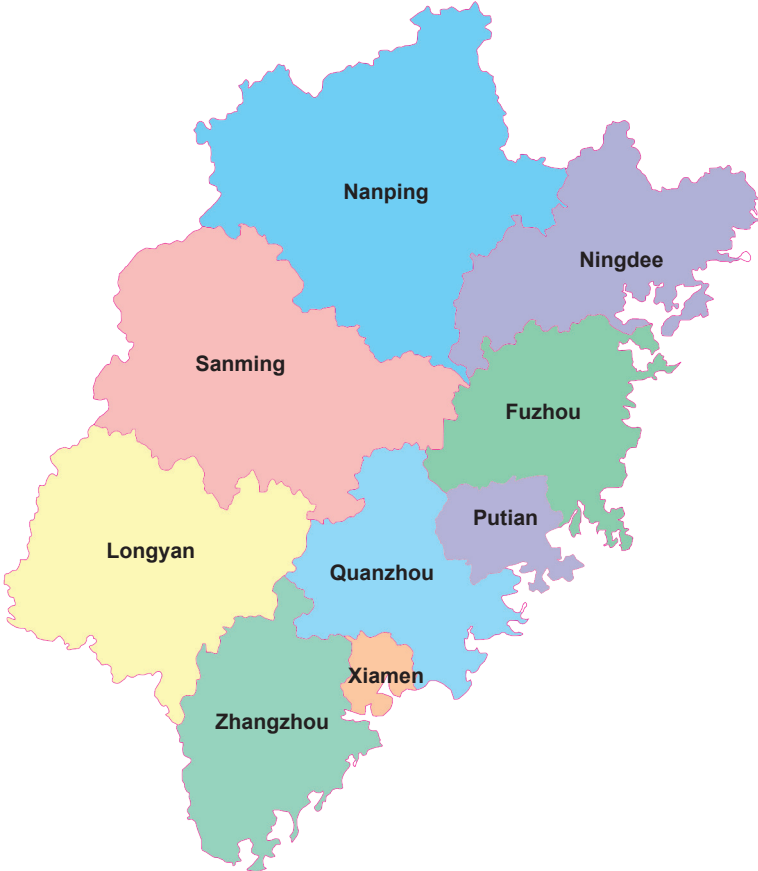 Nanping
Ningdee
Sanming
Fuzhou
Putian
Longyan
Quanzhou
Xiamen
Zhangzhou